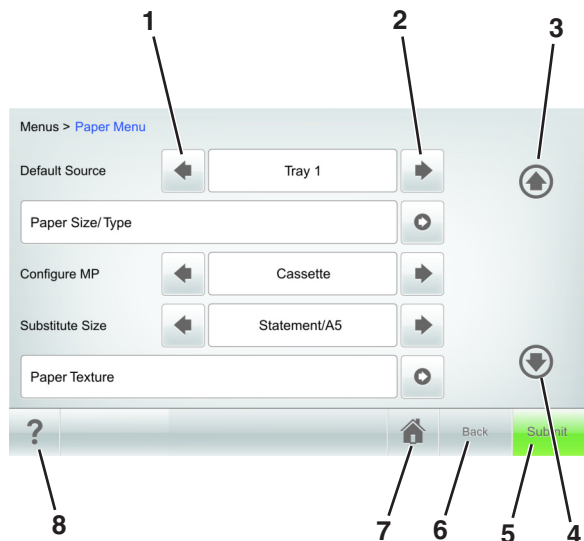 1 2 3
Menus > Paper Menu
Default Source Tray 1
Paper Size/Type
Configure MP Cassette
Substitute Size Statement/A5
Paper Texture
? Back Submit
8 7 6 5 4